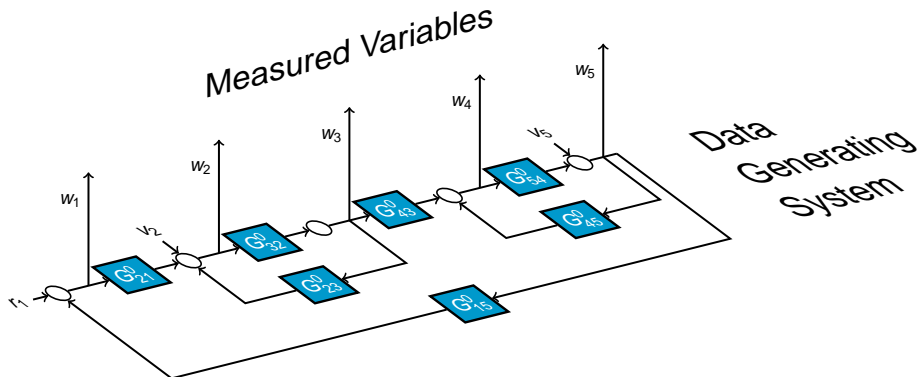 Measured Variables
w₁
w₂
w₃
w₄
w₅
v₂
v₅
r₁
G⁰₂₁
G⁰₃₂
G⁰₄₃
G⁰₅₄
G⁰₂₃
G⁰₄₅
G⁰₁₅
Data
Generating
System